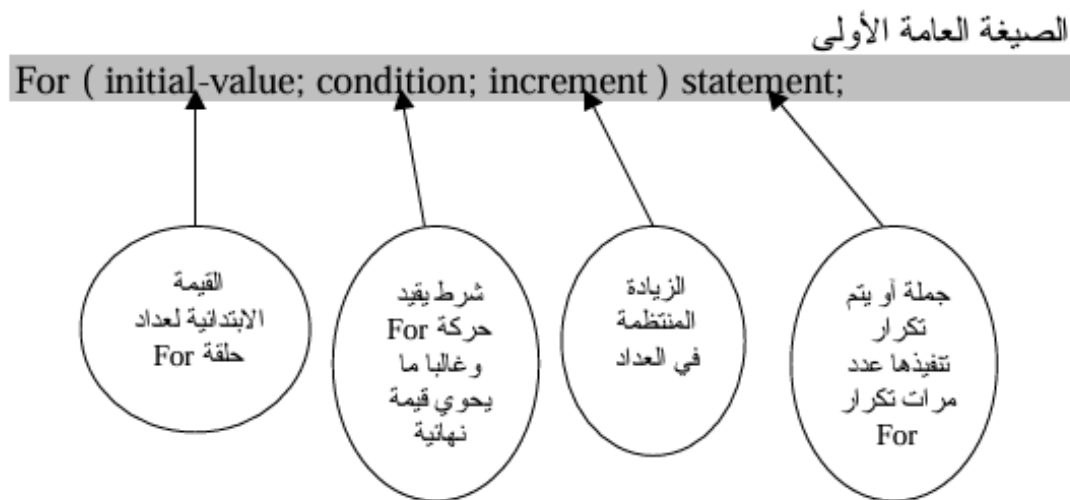 الصيغة العامة الأولى
For ( initial-value; condition; increment ) statement;
القيمة
الابتدائية لعداد
حلقة For
شرط يقيد
حركة For
وغالبا ما
يحوي قيمة
نهائية
الزيادة
المنتظمة
في العداد
جملة أو يتم
تكرار
تتفيذها عدد
مرات تكرار
For